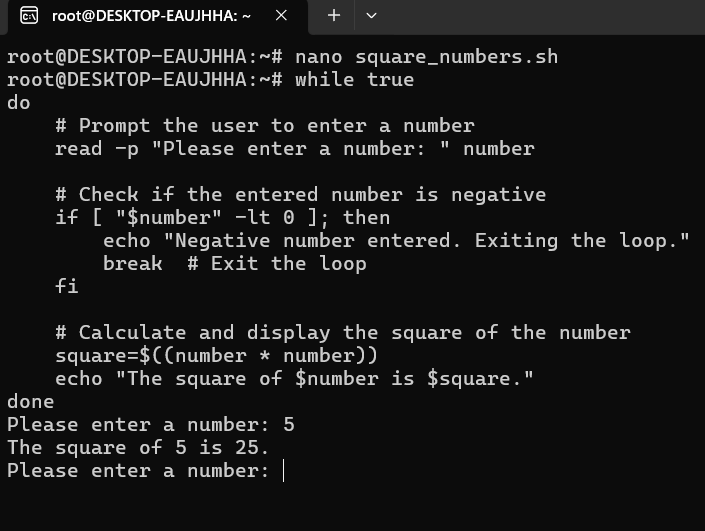 root@DESKTOP-EAUJHHA: ~
root@DESKTOP-EAUJHHA:~# nano square_numbers.sh
root@DESKTOP-EAUJHHA:~# while true
do
    # Prompt the user to enter a number
    read -p "Please enter a number: " number

    # Check if the entered number is negative
    if [ "$number" -lt 0 ]; then
        echo "Negative number entered. Exiting the loop."
        break  # Exit the loop
    fi

    # Calculate and display the square of the number
    square=$((number * number))
    echo "The square of $number is $square."
done
Please enter a number: 5
The square of 5 is 25.
Please enter a number: